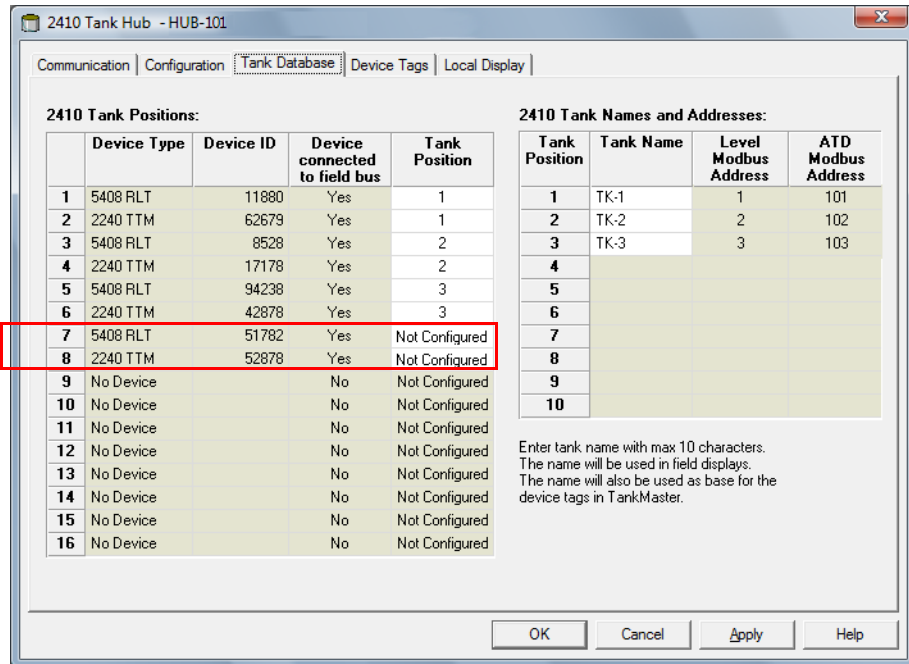 2410 Tank Hub - HUB-101
Communication Configuration Tank Database Device Tags Local Display
2410 Tank Positions:
Device Type Device ID Device connected to field bus Tank Position
1 5408 RLT 11880 Yes 1
2 2240 TTM 62679 Yes 1
3 5408 RLT 8528 Yes 2
4 2240 TTM 17178 Yes 2
5 5408 RLT 94238 Yes 3
6 2240 TTM 42878 Yes 3
7 5408 RLT 51782 Yes Not Configured
8 2240 TTM 52878 Yes Not Configured
9 No Device No Not Configured
10 No Device No Not Configured
11 No Device No Not Configured
12 No Device No Not Configured
13 No Device No Not Configured
14 No Device No Not Configured
15 No Device No Not Configured
16 No Device No Not Configured
2410 Tank Names and Addresses:
Tank Position Tank Name Level Modbus Address ATD Modbus Address
1 TK-1 1 101
2 TK-2 2 102
3 TK-3 3 103
4
5
6
7
8
9
10
Enter tank name with max 10 characters.
The name will be used in field displays.
The name will also be used as base for the
device tags in TankMaster.
OK Cancel Apply Help